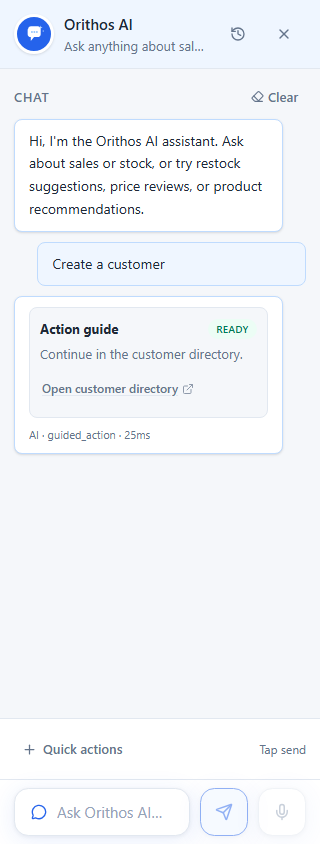 Orithos AI
Ask anything about sal...
CHAT
Clear
Hi, I'm the Orithos AI assistant. Ask
about sales or stock, or try restock
suggestions, price reviews, or product
recommendations.
Create a customer
Action guide
READY
Continue in the customer directory.
Open customer directory
AI · guided_action · 25ms
Quick actions
Tap send
Ask Orithos AI...